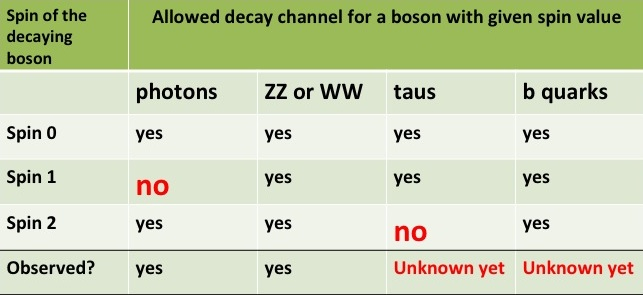 Spin of the decaying boson Allowed decay channel for a boson with given spin value
photons ZZ or WW taus b quarks
Spin 0 yes yes yes yes
Spin 1 no yes yes yes
Spin 2 yes yes no yes
Observed? yes yes Unknown yet Unknown yet